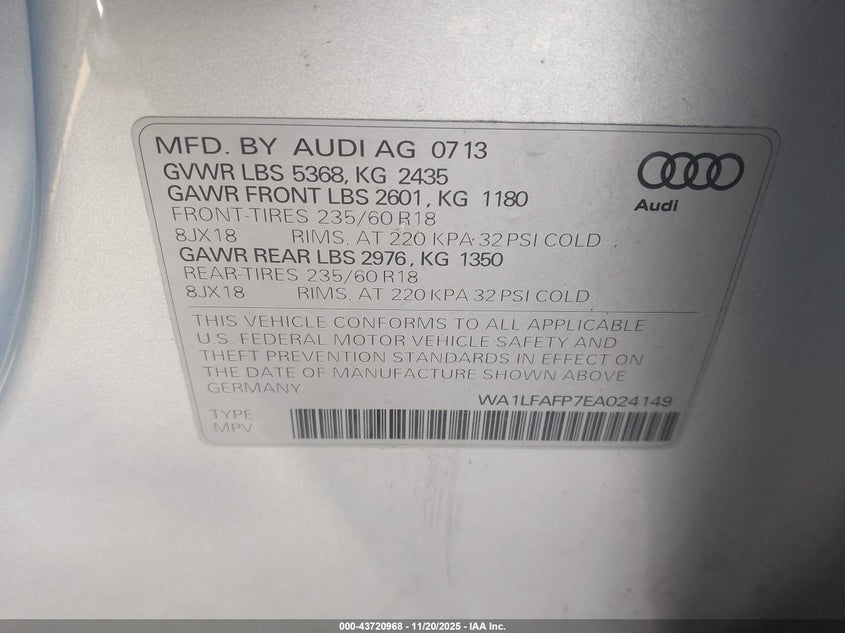 MFD. BY AUDI AG 0713
GVWR LBS 5368, KG 2435
GAWR FRONT LBS 2601, KG 1180
FRONT-TIRES 235/60 R18
8JX18 RIMS, AT 220 KPA 32 PSI COLD
GAWR REAR LBS 2976, KG 1350
REAR-TIRES 235/60 R18
8JX18 RIMS, AT 220 KPA 32 PSI COLD
Audi
THIS VEHICLE CONFORMS TO ALL APPLICABLE
U.S. FEDERAL MOTOR VEHICLE SAFETY AND
THEFT PREVENTION STANDARDS IN EFFECT ON
THE DATE OF MANUFACTURE SHOWN ABOVE
GERMANY
WA1LFAFP7EA024149
TYPE
MPV
000-43720968 - 11/20/2025 - IAA Inc.